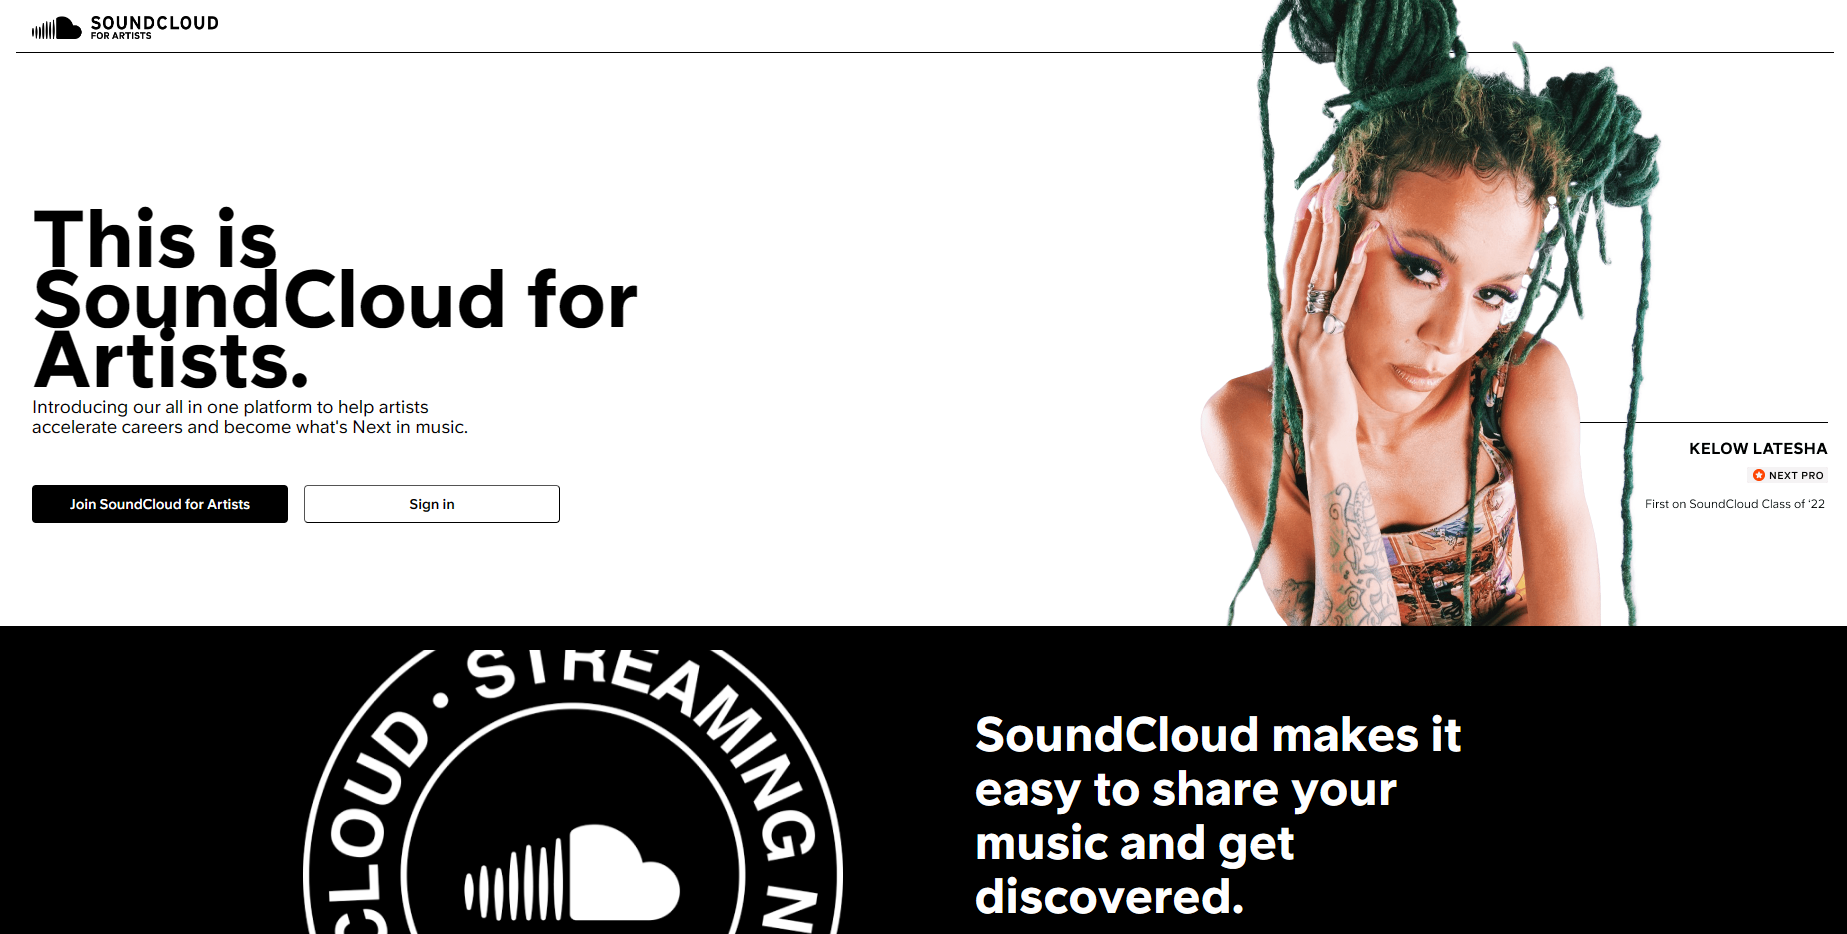 SOUNDCLOUD
FOR ARTISTS
This is
SoundCloud for
Artists.
Introducing our all in one platform to help artists
accelerate careers and become what's Next in music.
Join SoundCloud for Artists
Sign in
KELOW LATESHA
NEXT PRO
First on SoundCloud Class of ‘22
CLOUD • STREAMING N
SoundCloud makes it
easy to share your
music and get
discovered.